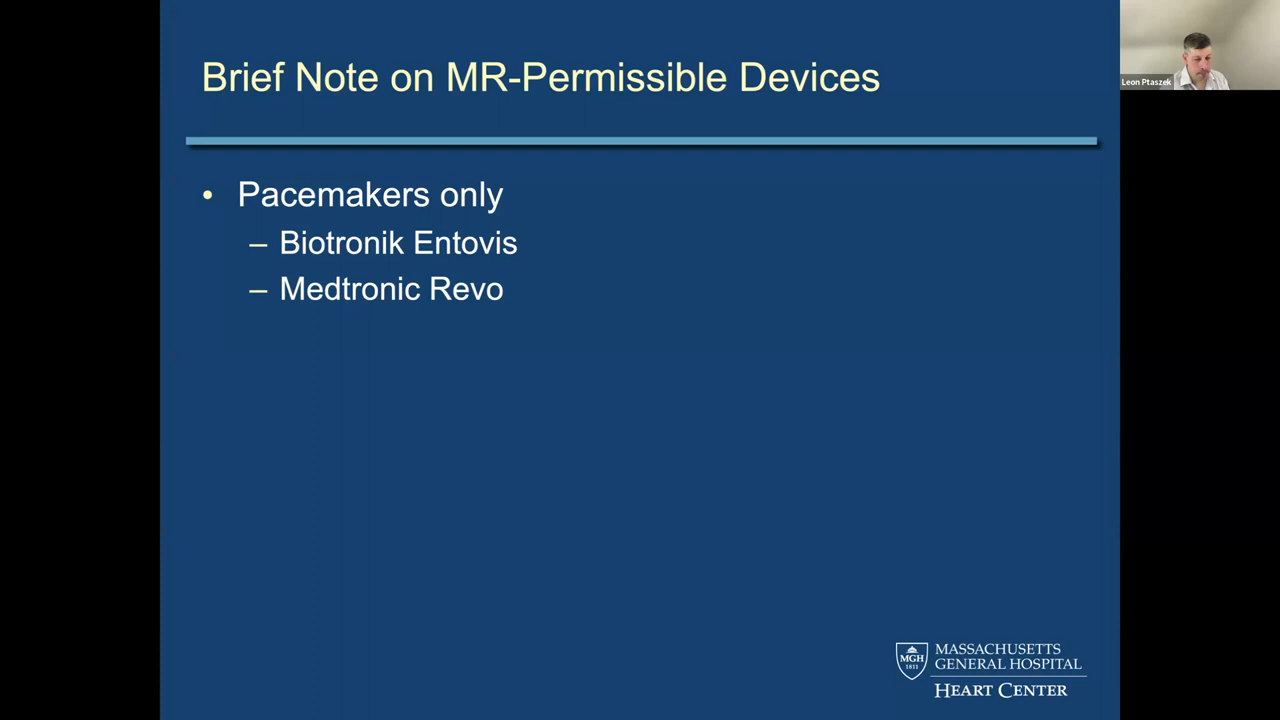 Brief Note on MR-Permissible Devices
Leon Ptaszek
• Pacemakers only
– Biotronik Entovis
– Medtronic Revo
MGH
1811
MASSACHUSETTS
GENERAL HOSPITAL
HEART CENTER